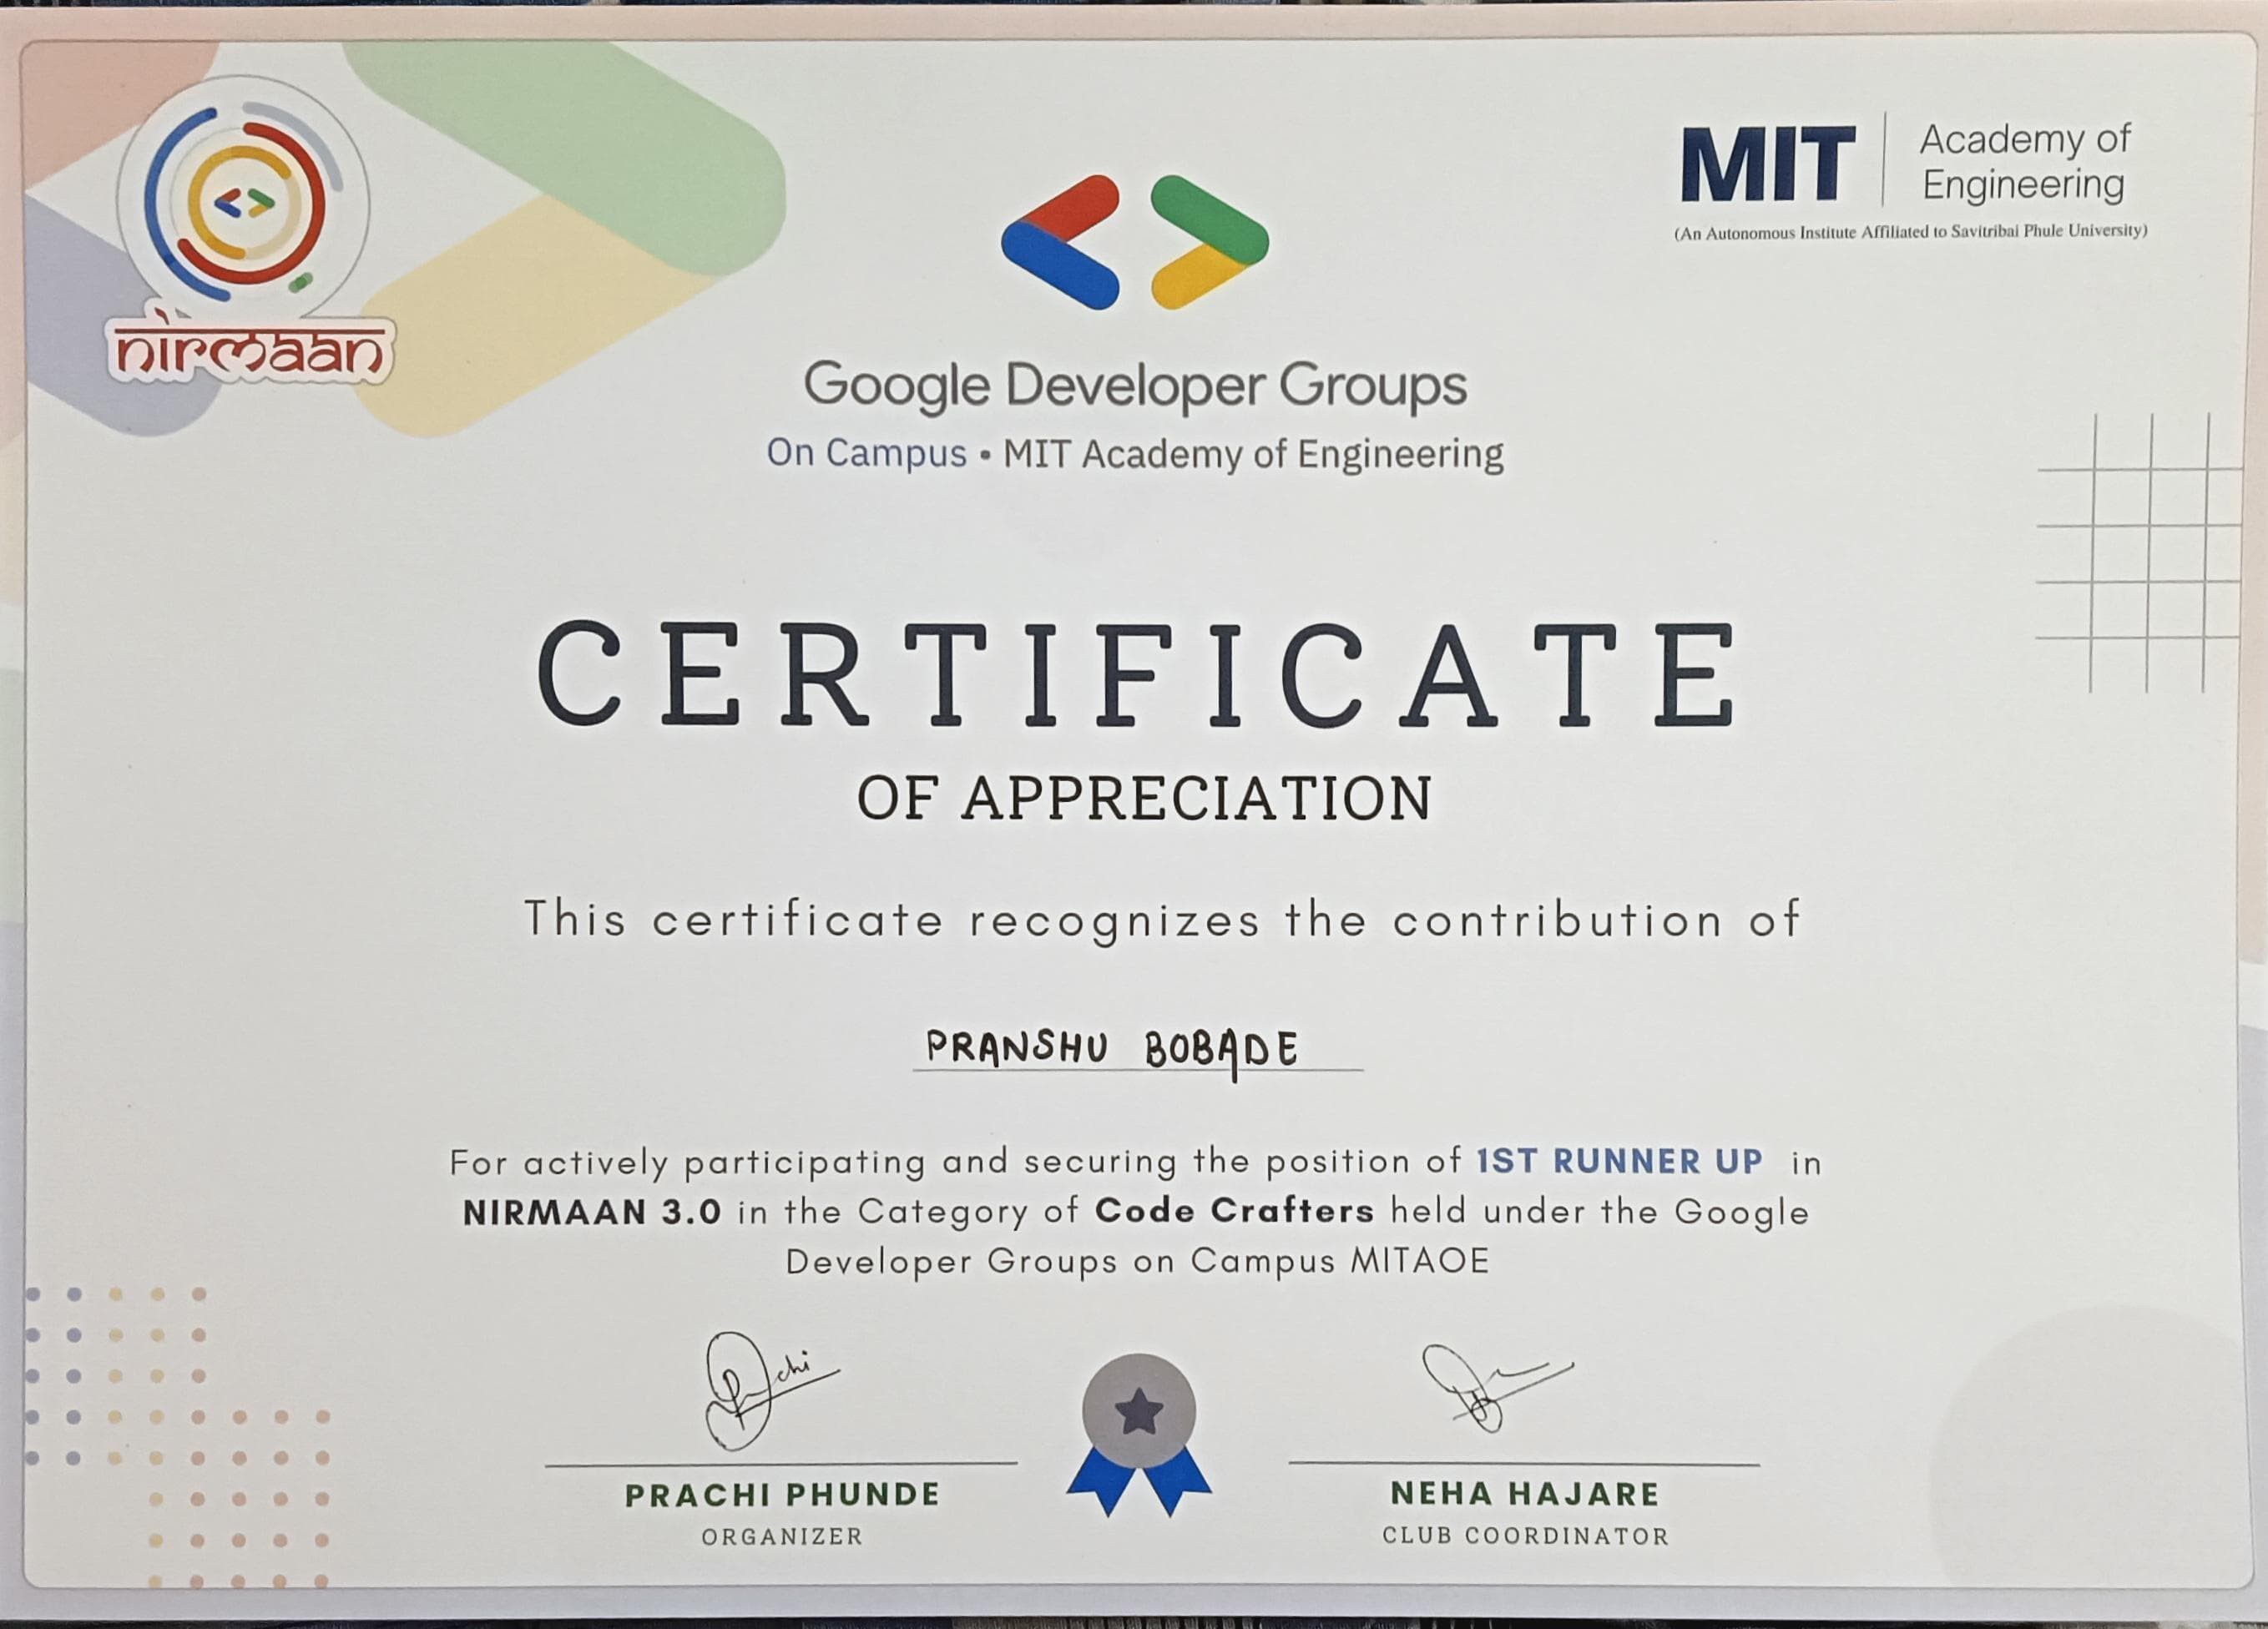 nirmaan
MIT
Academy of
Engineering
(An Autonomous Institute Affiliated to Savitribai Phule University)
Google Developer Groups
On Campus • MIT Academy of Engineering
CERTIFICATE
OF APPRECIATION
This certificate recognizes the contribution of
PRANSHU BOBADE
For actively participating and securing the position of 1ST RUNNER UP in
NIRMAAN 3.0 in the Category of Code Crafters held under the Google
Developer Groups on Campus MITAOE
PRACHI PHUNDE
ORGANIZER
NEHA HAJARE
CLUB COORDINATOR